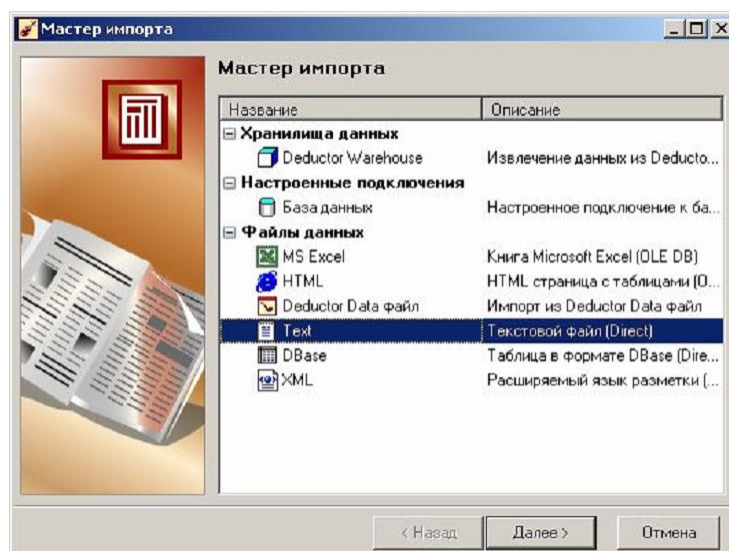 Мастер импорта
Мастер импорта
Название Описание
Хранилища данных
Deductor Warehouse Извлечение данных из Deducto...
Настроенные подключения
База данных Настроенное подключение к ба...
Файлы данных
MS Excel Книга Microsoft Excel (OLE DB)
HTML HTML страница с таблицами (O...
Deductor Data файл Импорт из Deductor Data файл
Text Текстовой файл (Direct)
DBase Таблица в формате DBase (Dire...
XML Расширяемый язык разметки (...
< Назад Далее > Отмена